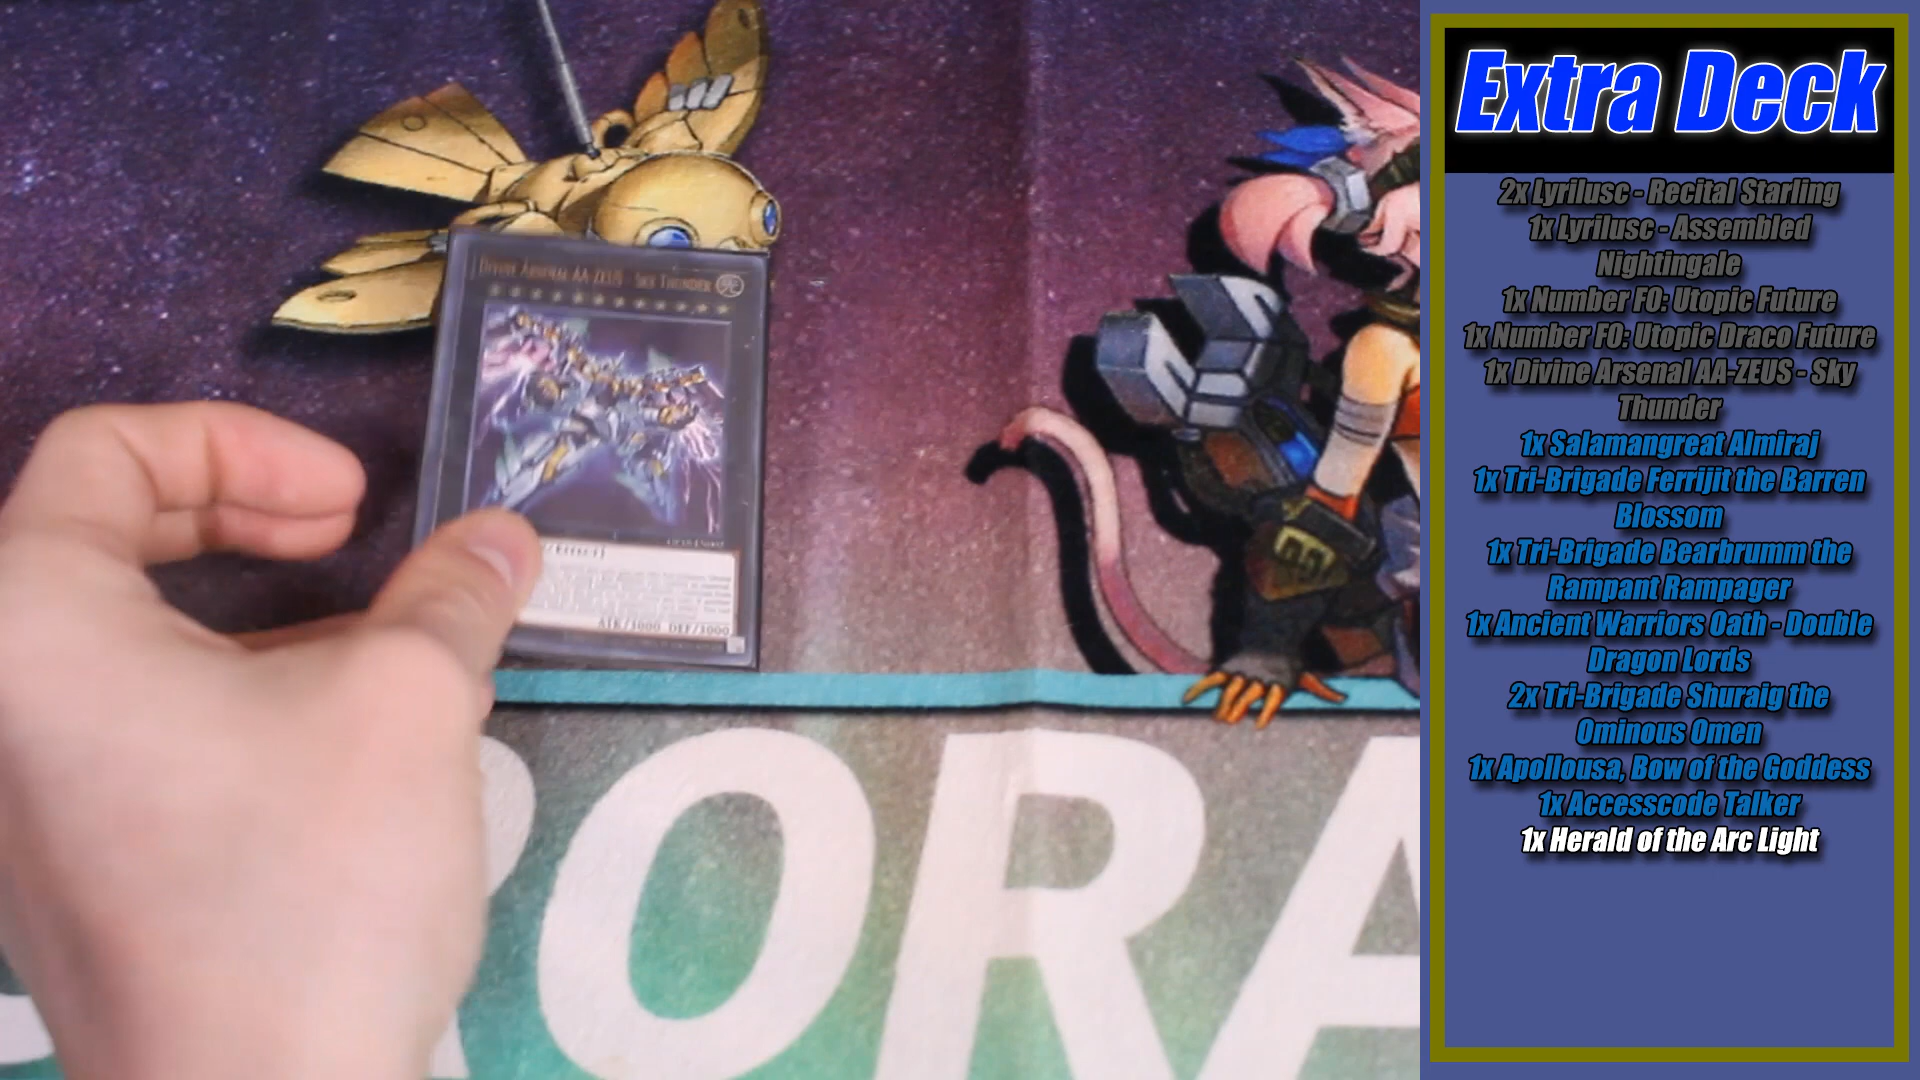 Extra Deck
2x Lyrilusc - Recital Starling
1x Lyrilusc - Assembled
Nightingale
1x Number F0: Utopic Future
1x Number F0: Utopic Draco Future
1x Divine Arsenal AA-ZEUS - Sky
Thunder
1x Salamangreat Almiraj
1x Tri-Brigade Ferrijit the Barren
Blossom
1x Tri-Brigade Bearbrumm the
Rampant Rampager
1x Ancient Warriors Oath - Double
Dragon Lords
2x Tri-Brigade Shuraig the
Ominous Omen
1x Apollousa, Bow of the Goddess
1x Accesscode Talker
1x Herald of the Arc Light
Divine Arsenal AA-ZEUS - Sky Thunder
光
/Effect]
ATK/3000 DEF/3000
ORA